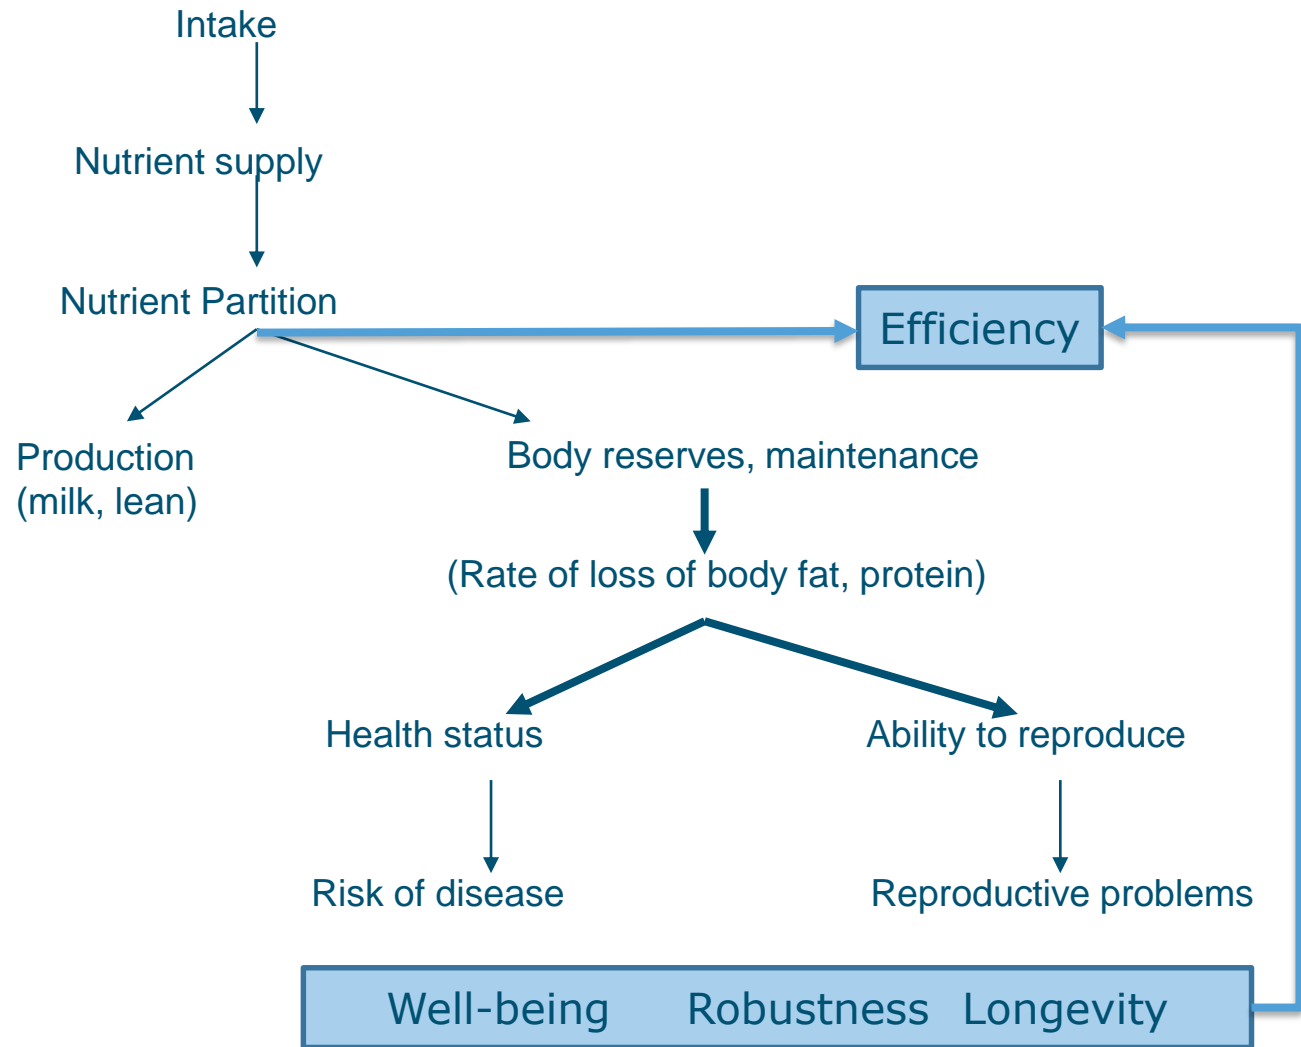 Intake
Nutrient supply
Nutrient Partition
Efficiency
Production
(milk, lean)
Body reserves, maintenance
(Rate of loss of body fat, protein)
Health status
Ability to reproduce
Risk of disease
Reproductive problems
Well-being Robustness Longevity